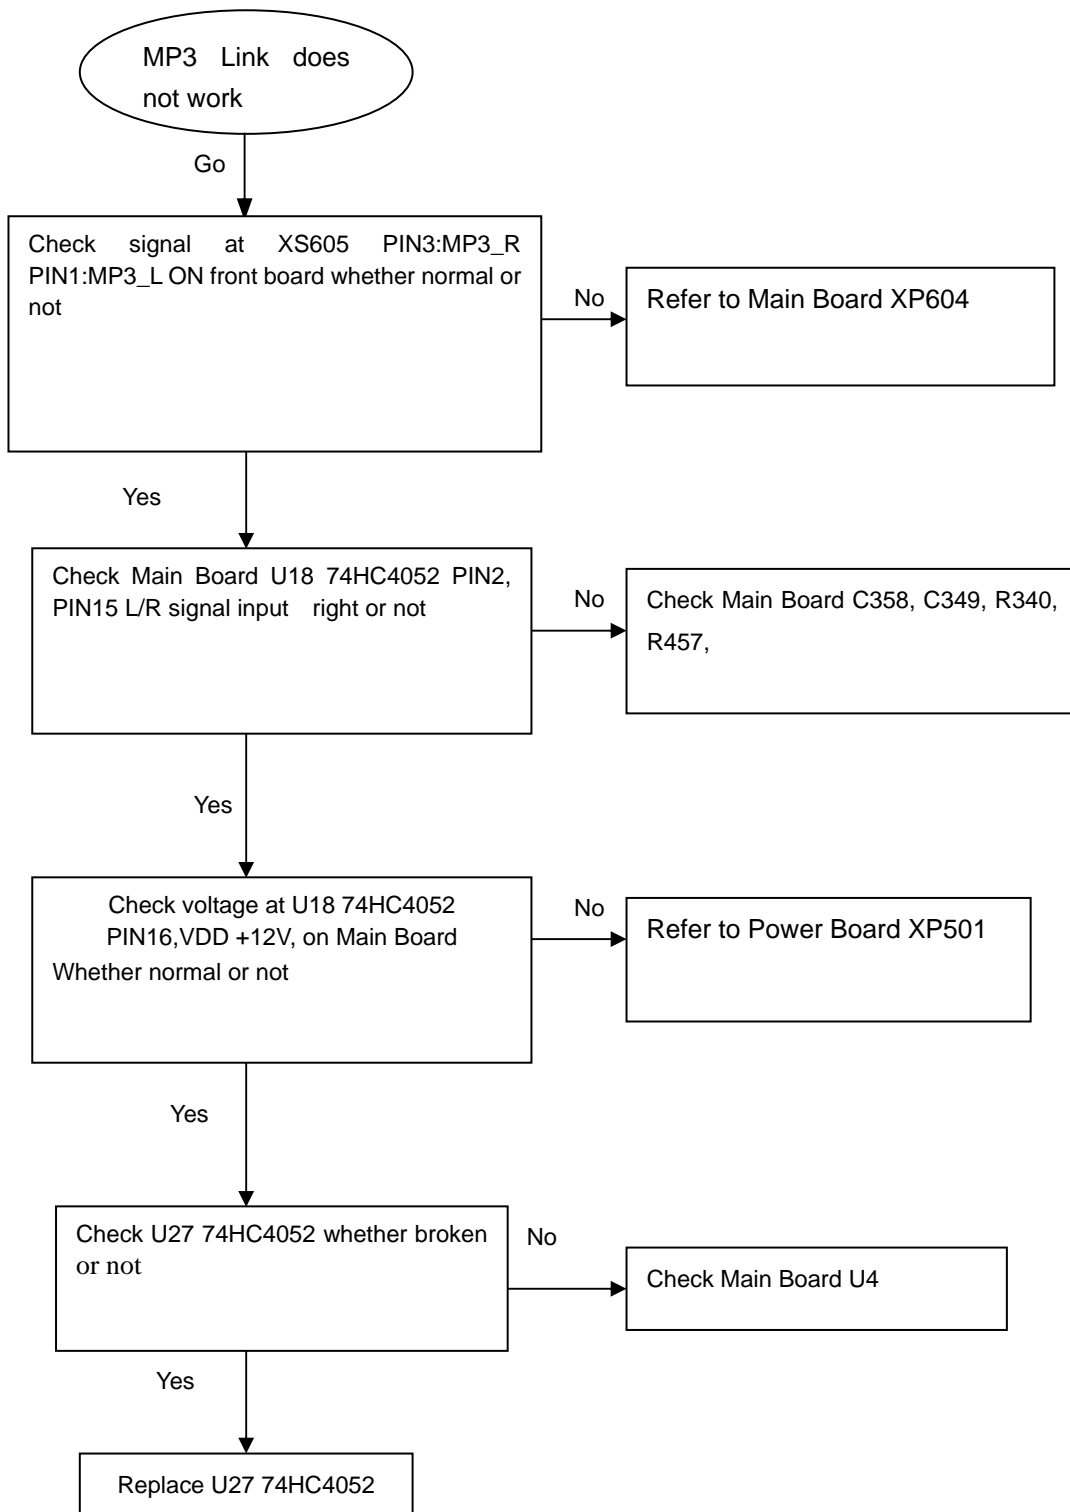 MP3 Link does
not work
Go
Check signal at XS605 PIN3:MP3_R
PIN1:MP3_L ON front board whether normal or
not
No
Refer to Main Board XP604
Yes
Check Main Board U18 74HC4052 PIN2,
PIN15 L/R signal input right or not
No
Check Main Board C358, C349, R340,
R457,
Yes
Check voltage at U18 74HC4052
PIN16,VDD +12V, on Main Board
Whether normal or not
No
Refer to Power Board XP501
Yes
Check U27 74HC4052 whether broken
or not
No
Check Main Board U4
Yes
Replace U27 74HC4052